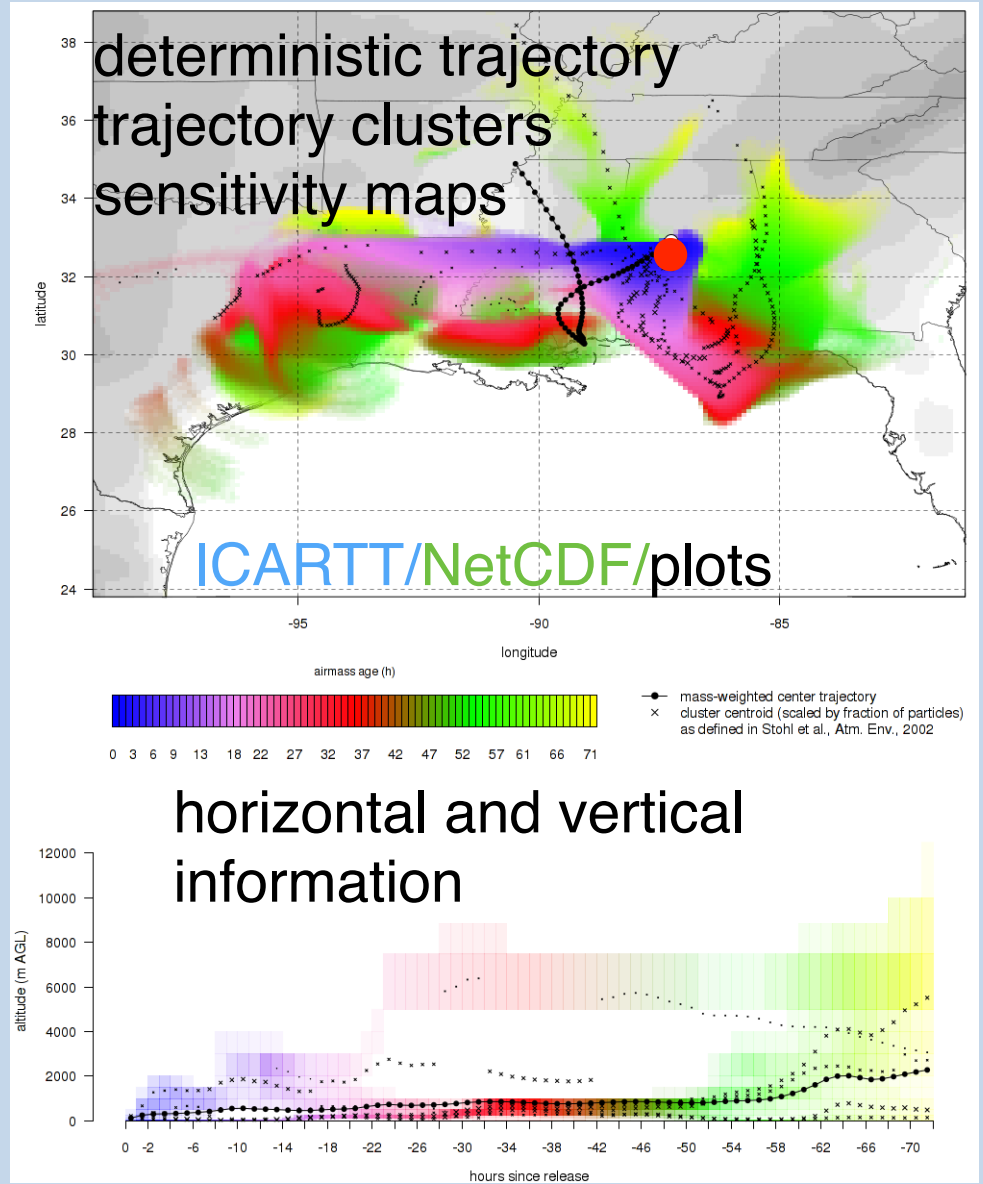 deterministic trajectory
trajectory clusters
sensitivity maps
38
36
34
32
30
28
26
24
latitude
ICARTT/NetCDF/plots
-95 -90 -85
longitude
airmass age (h)
0 3 6 9 13 18 22 27 32 37 42 47 52 57 61 66 71
mass-weighted center trajectory
cluster centroid (scaled by fraction of particles)
as defined in Stohl et al., Atm. Env., 2002
horizontal and vertical
information
12000
10000
8000
6000
4000
2000
0
altitude (m AGL)
0 -2 -6 -10 -14 -18 -22 -26 -30 -34 -38 -42 -46 -50 -54 -58 -62 -66 -70
hours since release